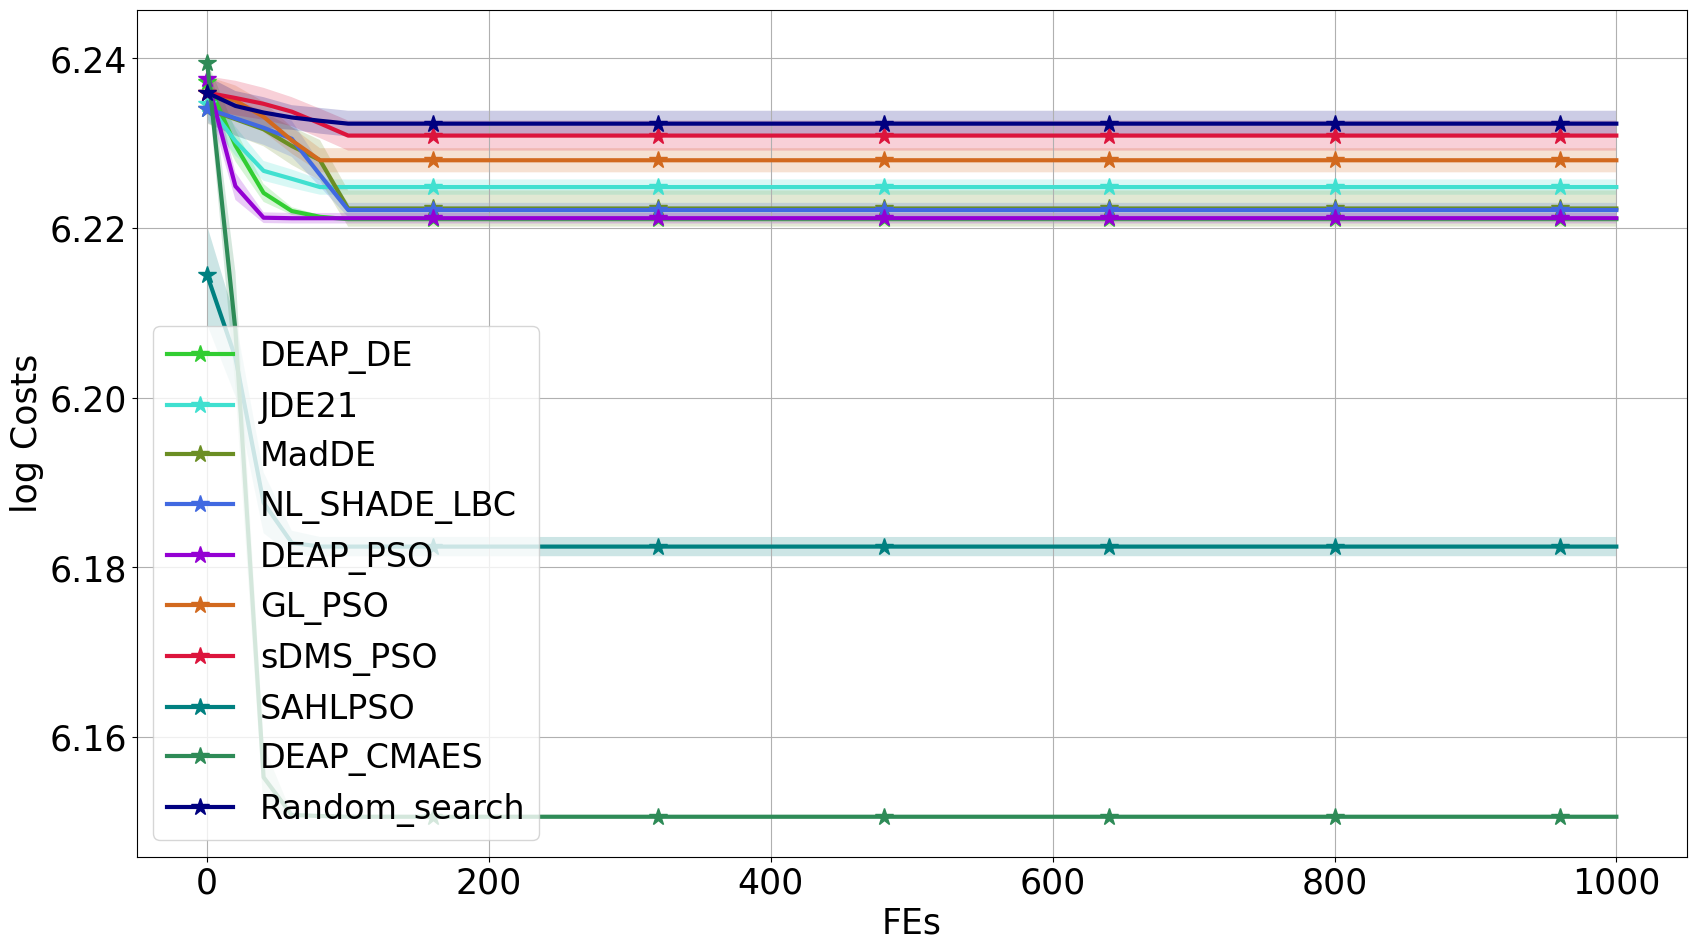 6.24
6.22
6.20
6.18
6.16
log Costs
DEAP_DE
JDE21
MadDE
NL_SHADE_LBC
DEAP_PSO
GL_PSO
sDMS_PSO
SAHLPSO
DEAP_CMAES
Random_search
0 200 400 600 800 1000
FEs